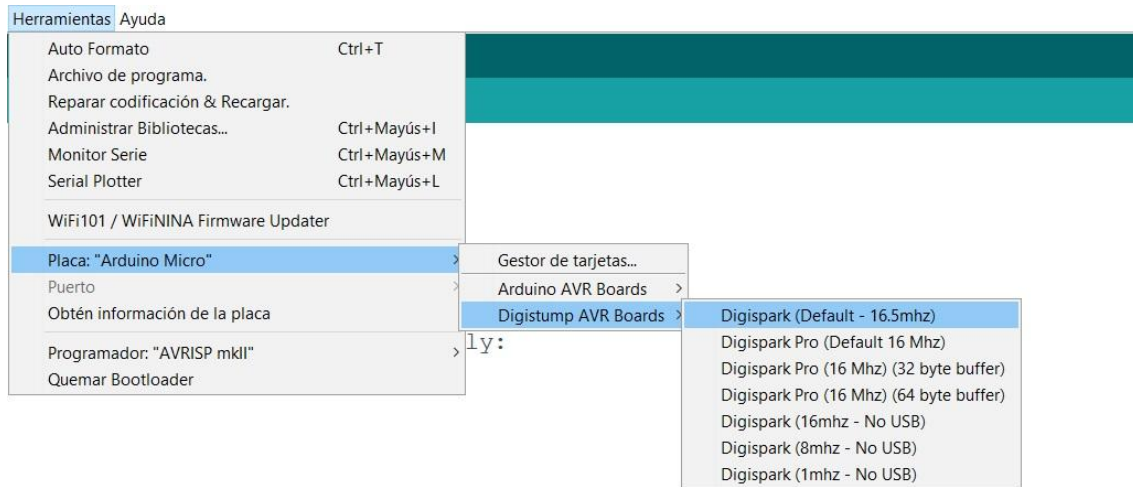 Herramientas Ayuda
Auto Formato Ctrl+T
Archivo de programa.
Reparar codificación & Recargar.
Administrar Bibliotecas... Ctrl+Mayús+I
Monitor Serie Ctrl+Mayús+M
Serial Plotter Ctrl+Mayús+L
WiFi101 / WiFiNINA Firmware Updater
Placa: "Arduino Micro"
Puerto
Obtén información de la placa
Programador: "AVRISP mkII"
Quemar Bootloader
Gestor de tarjetas...
Arduino AVR Boards
Digistump AVR Boards
ly:
Digispark (Default - 16.5mhz)
Digispark Pro (Default 16 Mhz)
Digispark Pro (16 Mhz) (32 byte buffer)
Digispark Pro (16 Mhz) (64 byte buffer)
Digispark (16mhz - No USB)
Digispark (8mhz - No USB)
Digispark (1mhz - No USB)